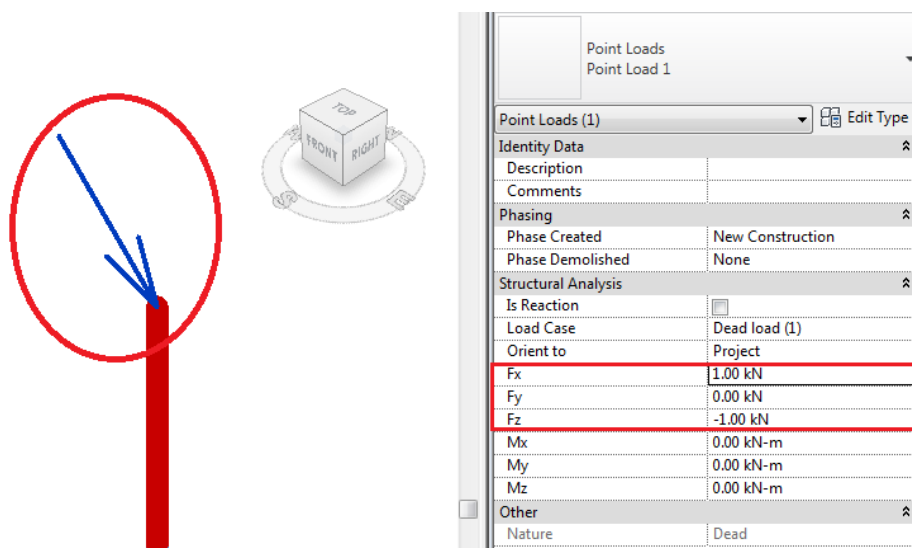 TOP
FRONT
RIGHT
S
E
Point Loads
Point Load 1
Point Loads (1)
Edit Type
Identity Data
Description
Comments
Phasing
Phase Created New Construction
Phase Demolished None
Structural Analysis
Is Reaction
Load Case Dead load (1)
Orient to Project
Fx 1.00 kN
Fy 0.00 kN
Fz -1.00 kN
Mx 0.00 kN-m
My 0.00 kN-m
Mz 0.00 kN-m
Other
Nature Dead